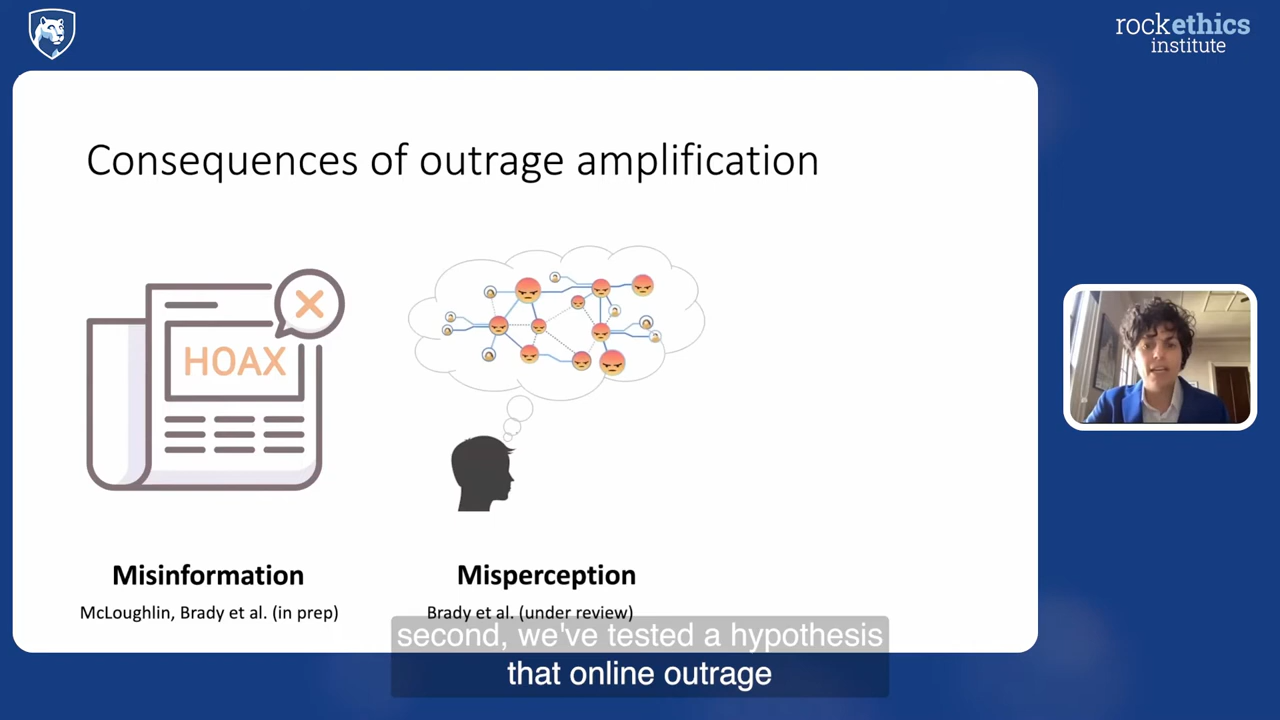 rockethics
institute
Consequences of outrage amplification
HOAX
Misinformation
McLoughlin, Brady et al. (in prep)
Misperception
Brady et al. (under review)
second, we've tested a hypothesis
that online outrage